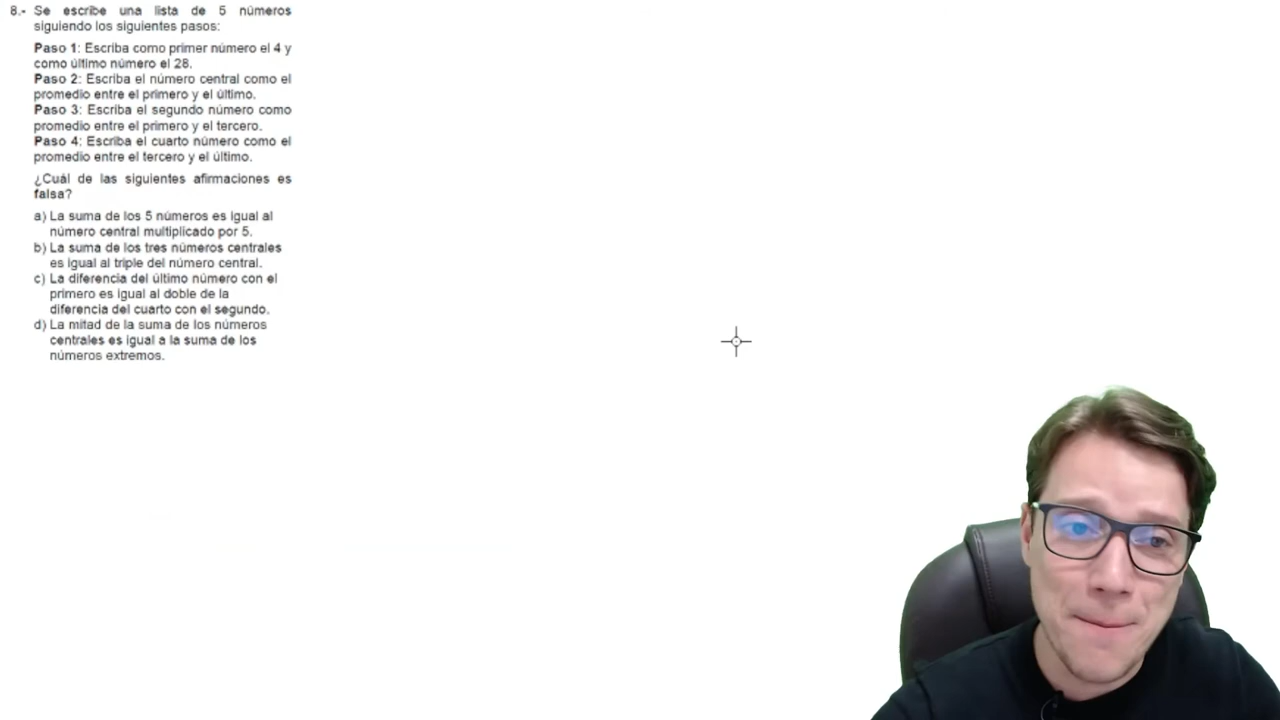 8.- Se escribe una lista de 5 números
siguiendo los siguientes pasos:
Paso 1: Escriba como primer número el 4 y
como último número el 28.
Paso 2: Escriba el número central como el
promedio entre el primero y el último.
Paso 3: Escriba el segundo número como
promedio entre el primero y el tercero.
Paso 4: Escriba el cuarto número como el
promedio entre el tercero y el último.
¿Cuál de las siguientes afirmaciones es
falsa?
a) La suma de los 5 números es igual al
número central multiplicado por 5.
b) La suma de los tres números centrales
es igual al triple del número central.
c) La diferencia del último número con el
primero es igual al doble de la
diferencia del cuarto con el segundo.
d) La mitad de la suma de los números
centrales es igual a la suma de los
números extremos.